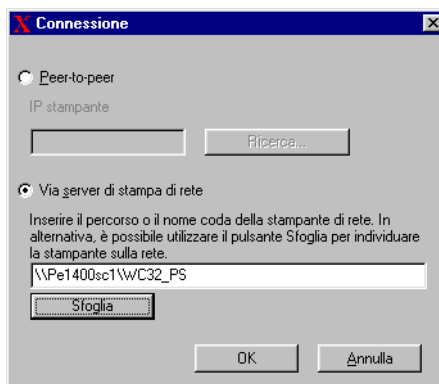 Connessione
Peer-to-peer
IP stampante
Ricerca...
Via server di stampa di rete
Inserire il percorso o il nome coda della stampante di rete. In
alternativa, è possibile utilizzare il pulsante Sfoglia per individuare
la stampante sulla rete.
\\Pe1400sc1\WC32_PS
Sfoglia
OK
Annulla